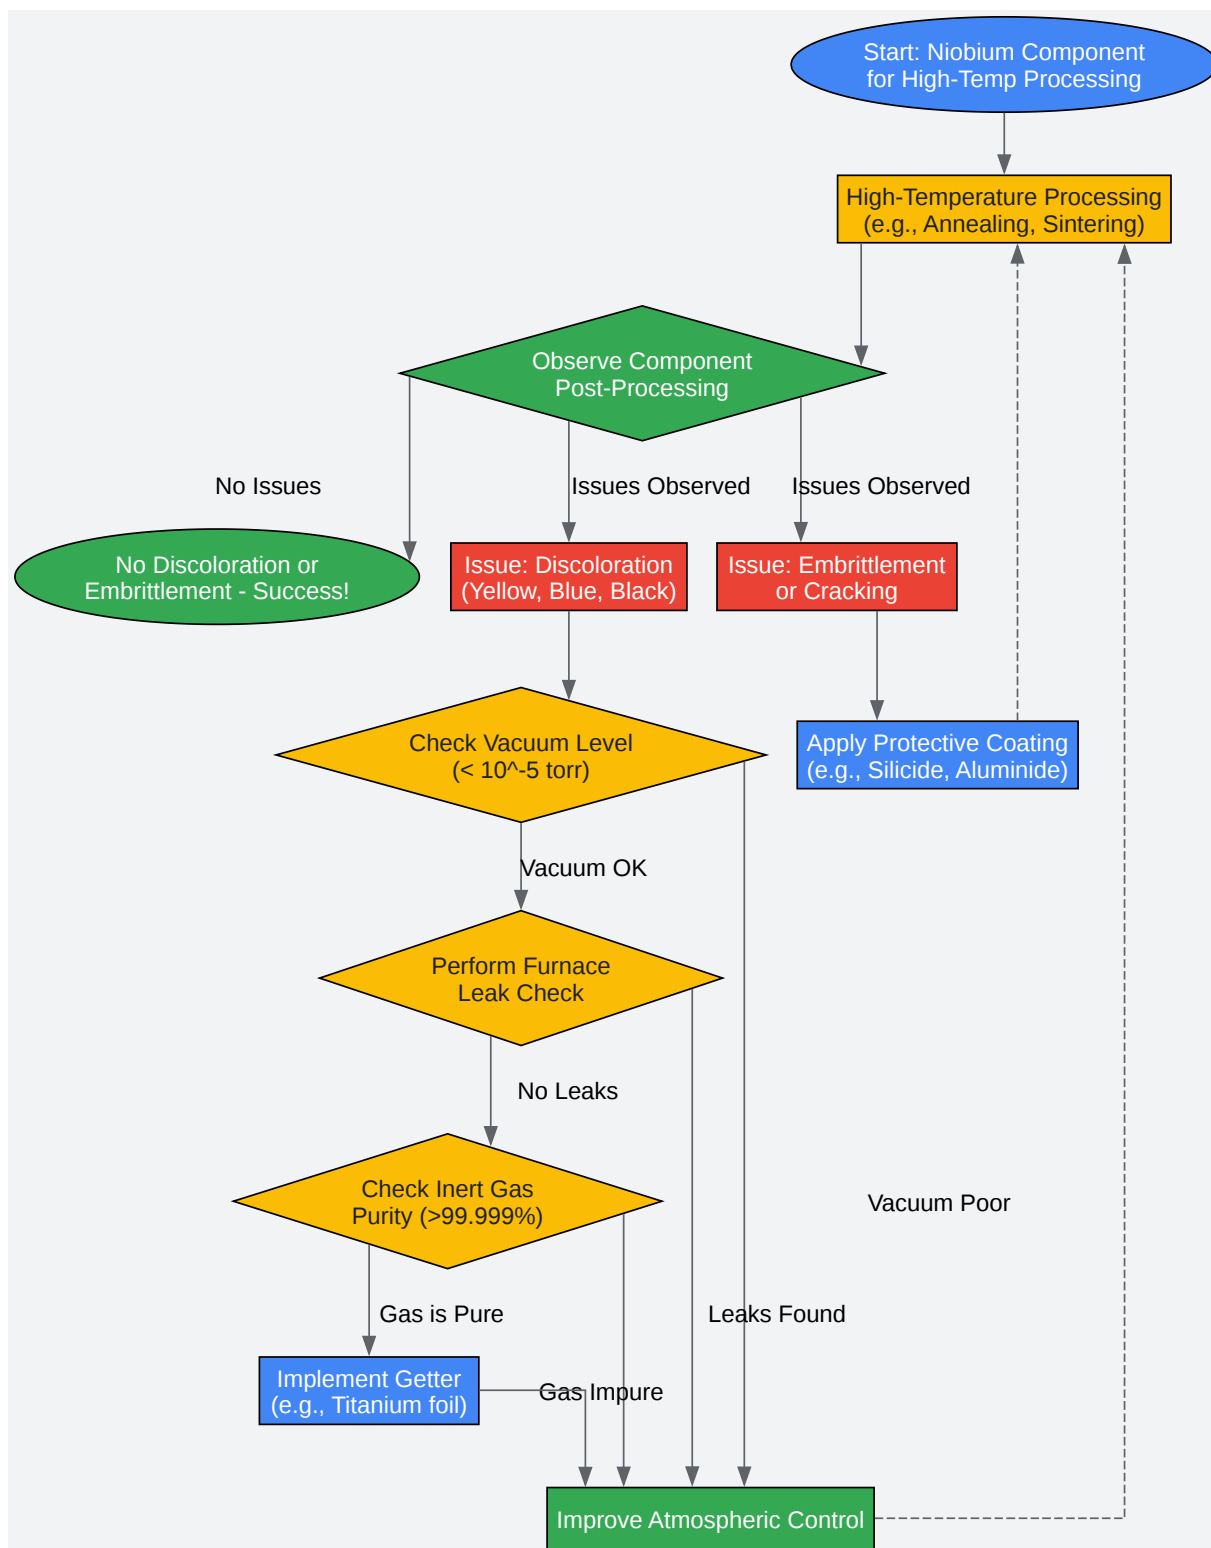 Start: Niobium Component
for High-Temp Processing
High-Temperature Processing
(e.g., Annealing, Sintering)
Observe Component
Post-Processing
No Issues
Issues Observed
Issues Observed
No Discoloration or
Embrittlement - Success!
Issue: Discoloration
(Yellow, Blue, Black)
Issue: Embrittlement
or Cracking
Check Vacuum Level
(< 10^-5 torr)
Apply Protective Coating
(e.g., Silicide, Aluminide)
Vacuum OK
Perform Furnace
Leak Check
No Leaks
Check Inert Gas
Purity (>99.999%)
Vacuum Poor
Gas is Pure
Leaks Found
Implement Getter
(e.g., Titanium foil)
Gas Impure
Improve Atmospheric Control